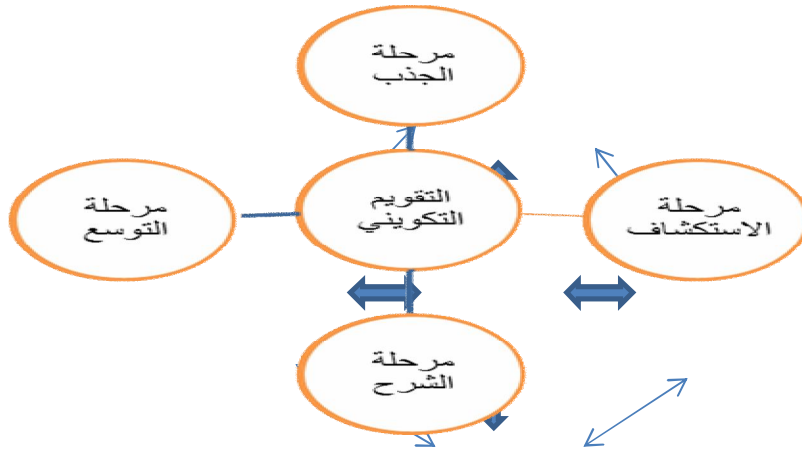 مرحلة
الجذب
التقويم
التكويني
مرحلة
الاستكشاف
مرحلة
التوسع
مرحلة
الشرح